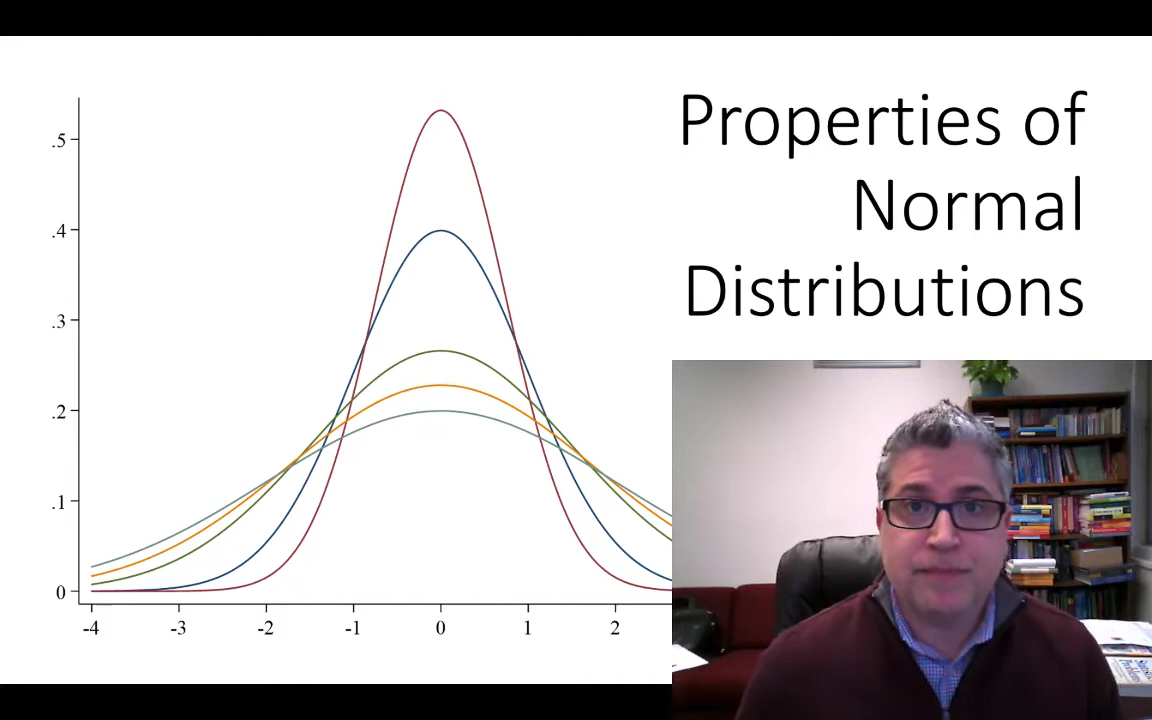 Properties of
Normal
Distributions
.5
.4
.3
.2
.1
0
-4 -3 -2 -1 0 1 2